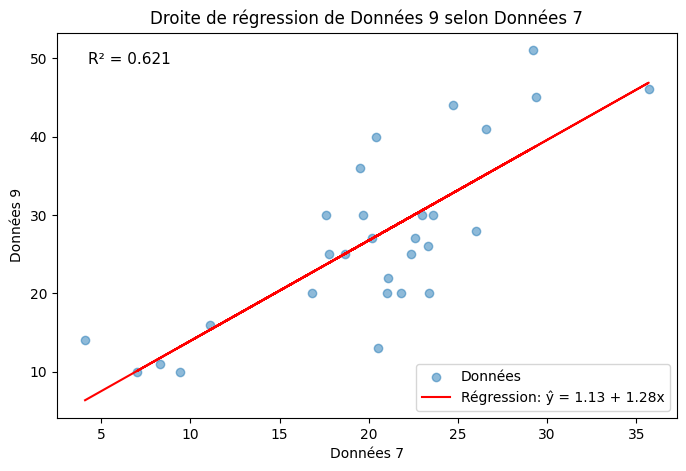 Droite de régression de Données 9 selon Données 7
R² = 0.621
50
40
30
20
10
Données 9
Données
Régression: ŷ = 1.13 + 1.28x
5 10 15 20 25 30 35
Données 7